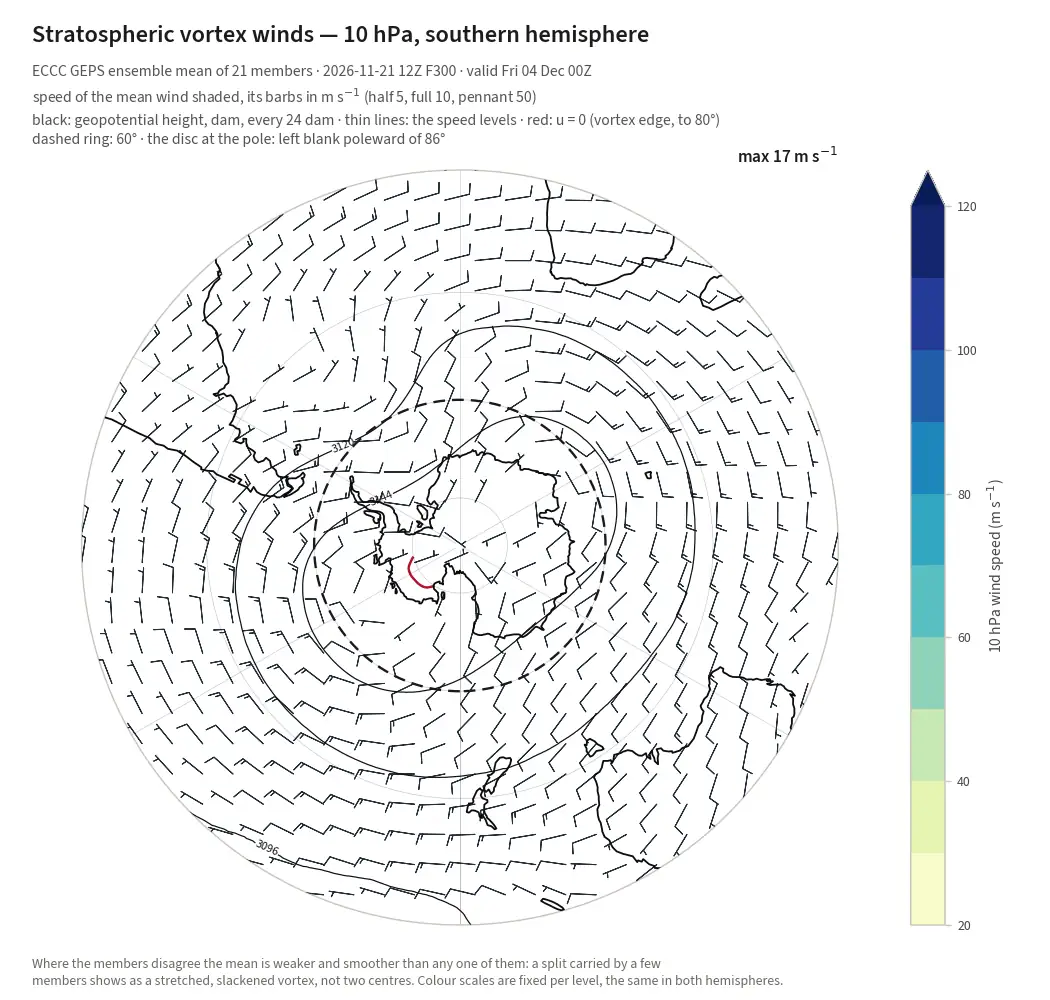 Stratospheric vortex winds — 10 hPa, southern hemisphere
ECCC GEPS ensemble mean of 21 members · 2026-11-21 12Z F300 · valid Fri 04 Dec 00Z
speed of the mean wind shaded, its barbs in m s⁻¹ (half 5, full 10, pennant 50)
black: geopotential height, dam, every 24 dam · thin lines: the speed levels · red: u = 0 (vortex edge, to 80°)
dashed ring: 60° · the disc at the pole: left blank poleward of 86°
max 17 m s⁻¹
120
100
80
60
40
20
10 hPa wind speed (m s⁻¹)
3120
3144
3096
Where the members disagree the mean is weaker and smoother than any one of them: a split carried by a few
members shows as a stretched, slackened vortex, not two centres. Colour scales are fixed per level, the same in both hemispheres.